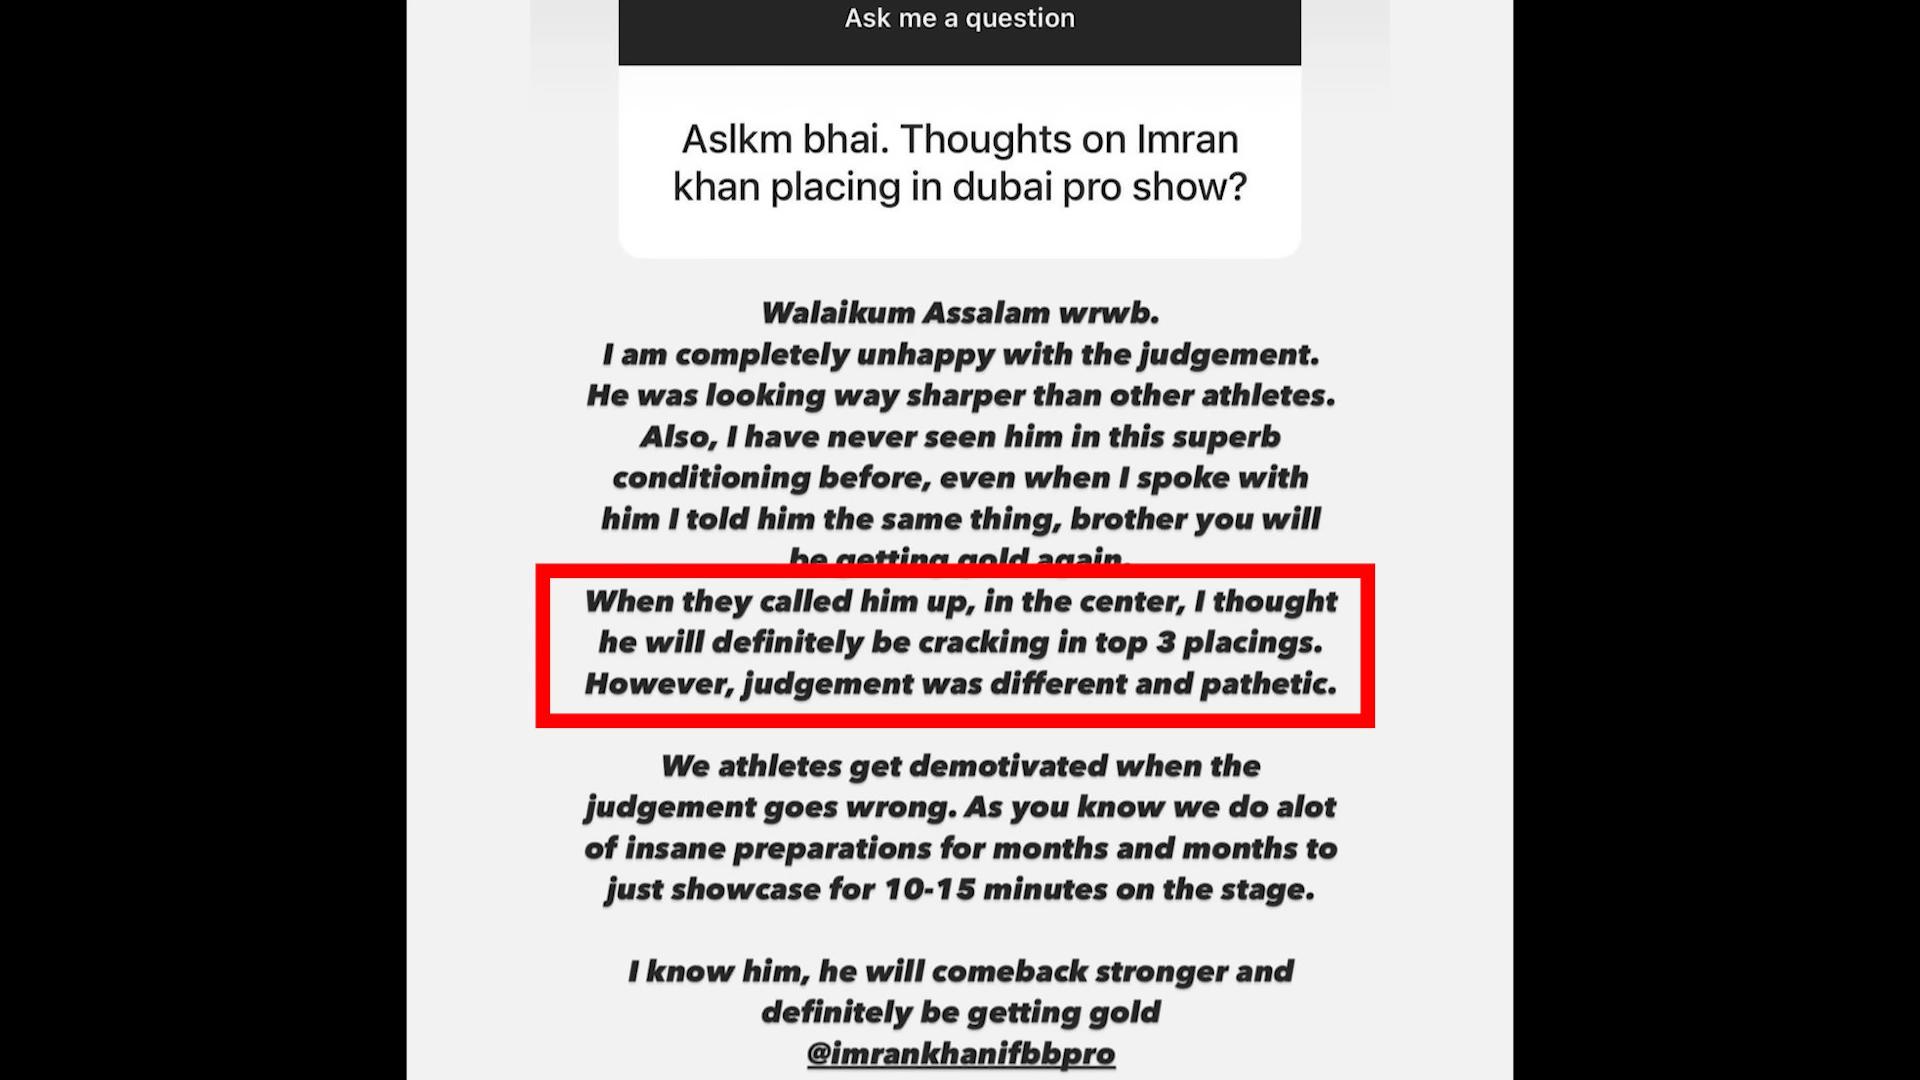 Ask me a question
Aslkm bhai. Thoughts on Imran
khan placing in dubai pro show?
Walaikum Assalam wrwb.
I am completely unhappy with the judgement.
He was looking way sharper than other athletes.
Also, I have never seen him in this superb
conditioning before, even when I spoke with
him I told him the same thing, brother you will
be getting gold again.
When they called him up, in the center, I thought
he will definitely be cracking in top 3 placings.
However, judgement was different and pathetic.
We athletes get demotivated when the
judgement goes wrong. As you know we do alot
of insane preparations for months and months to
just showcase for 10-15 minutes on the stage.
I know him, he will comeback stronger and
definitely be getting gold
@imrankhanifbbpro